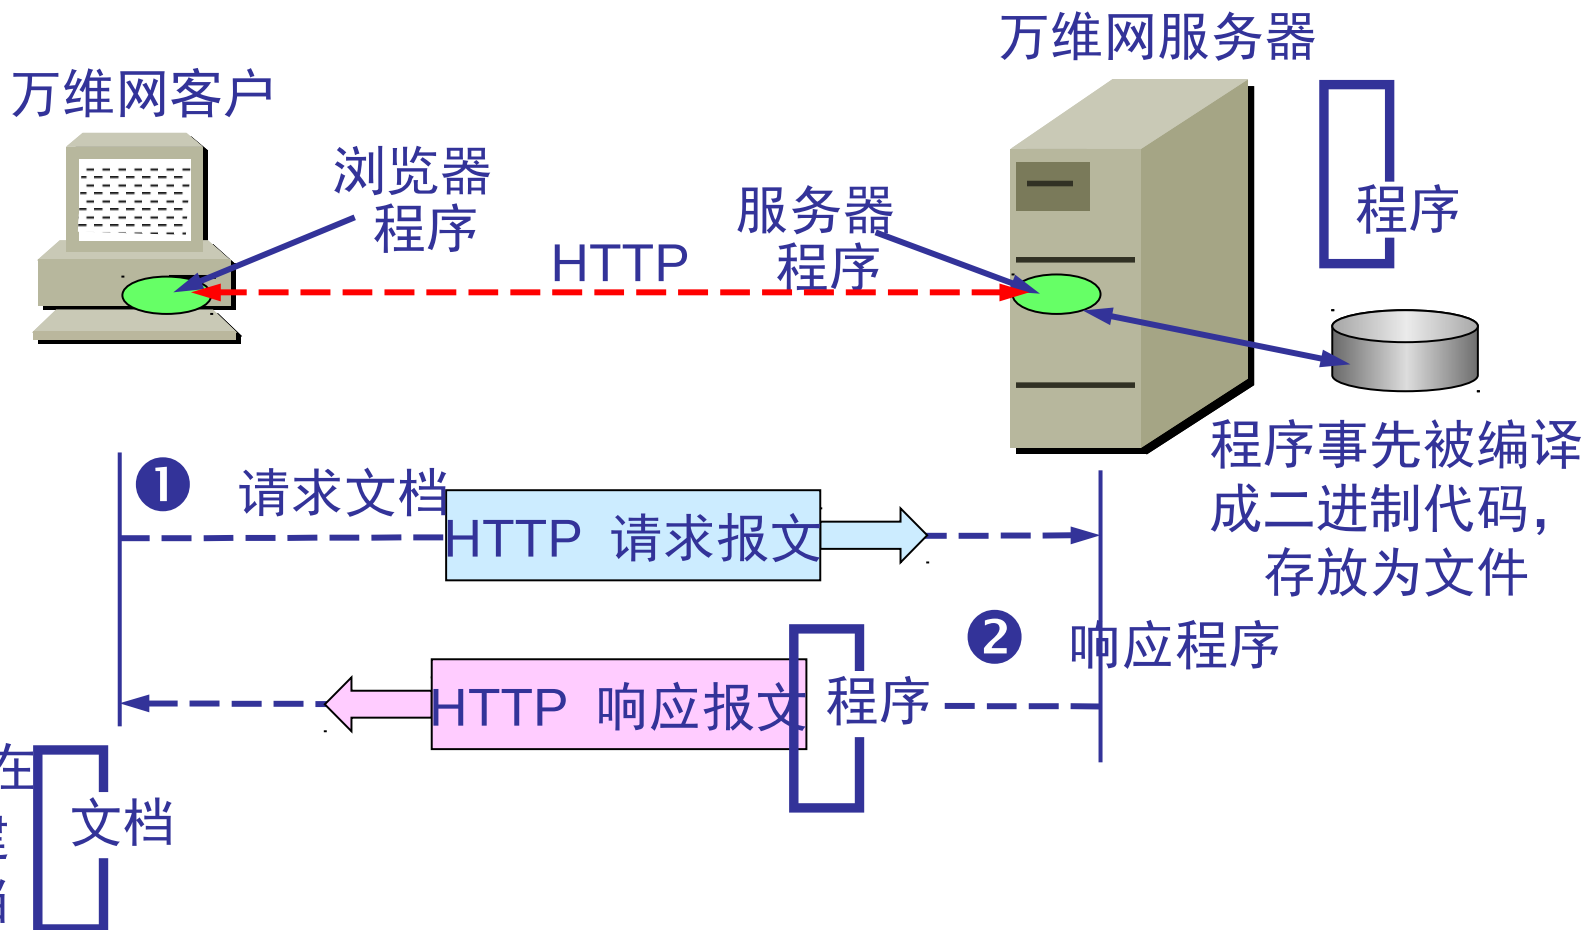 万维网服务器
万维网客户
浏览器
程序
服务器
程序
HTTP
程序
程序事先被编译
成二进制代码，
存放为文件
❶ 请求文档
HTTP 请求报文
❷ 响应程序
HTTP 响应报文
程序
在
文档